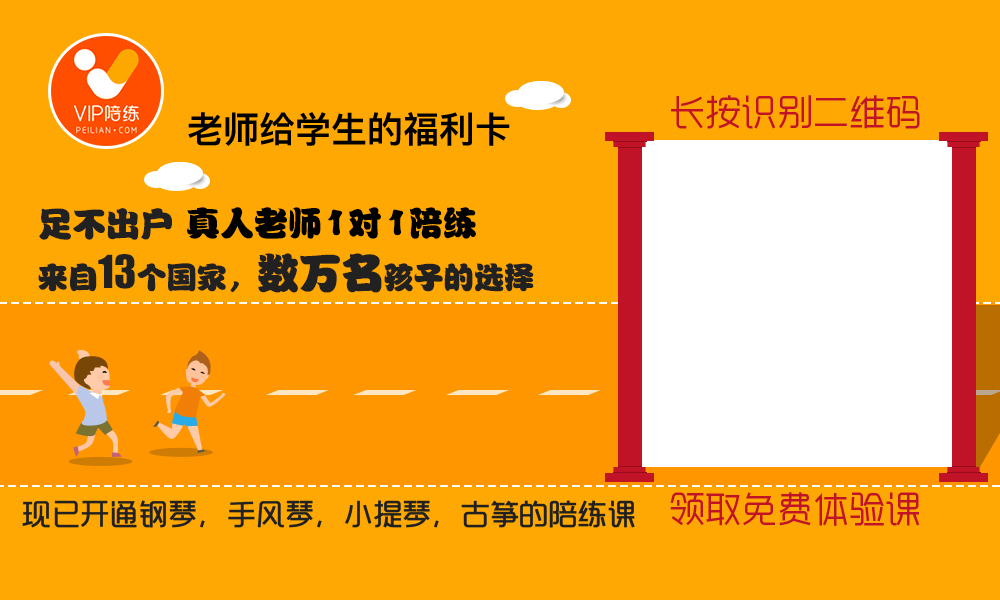 VIP陪练
PEILIAN·COM
老师给学生的福利卡
足不出户 真人老师1对1陪练
来自13个国家，数万名孩子的选择
现已开通钢琴，手风琴，小提琴，古筝的陪练课
长按识别二维码
领取免费体验课